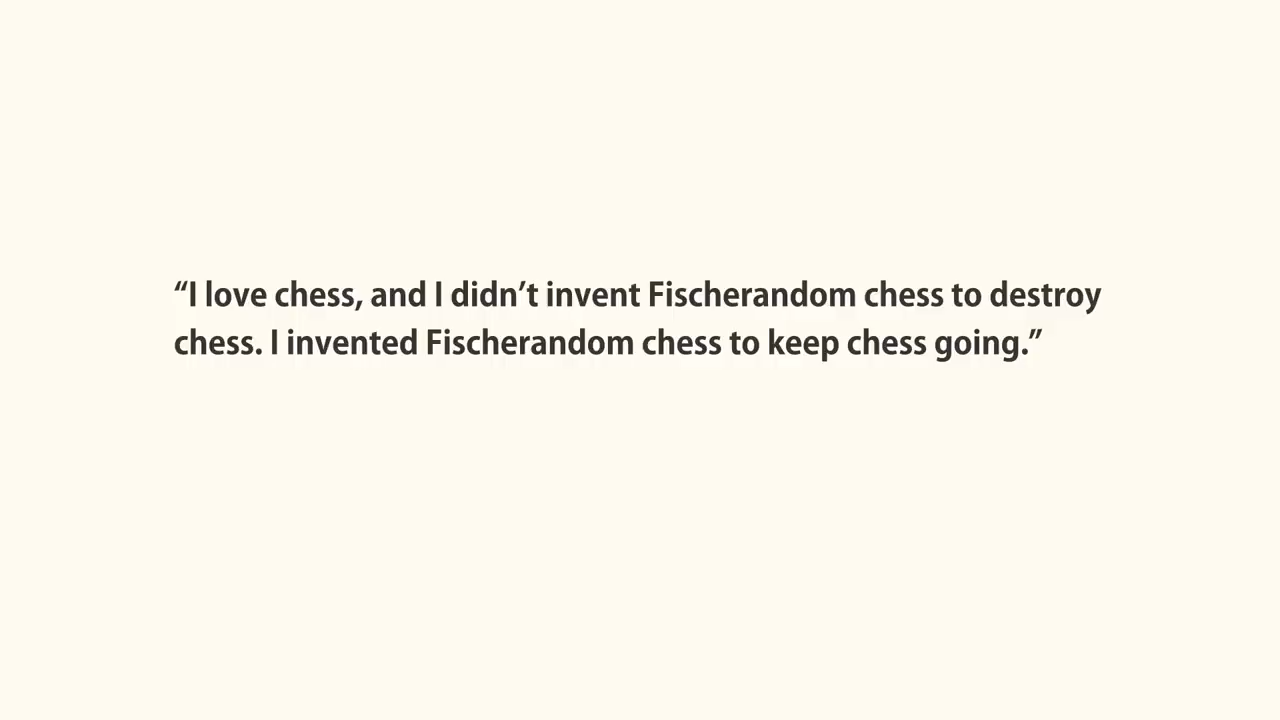 “I love chess, and I didn’t invent Fischerandom chess to destroy
chess. I invented Fischerandom chess to keep chess going.”